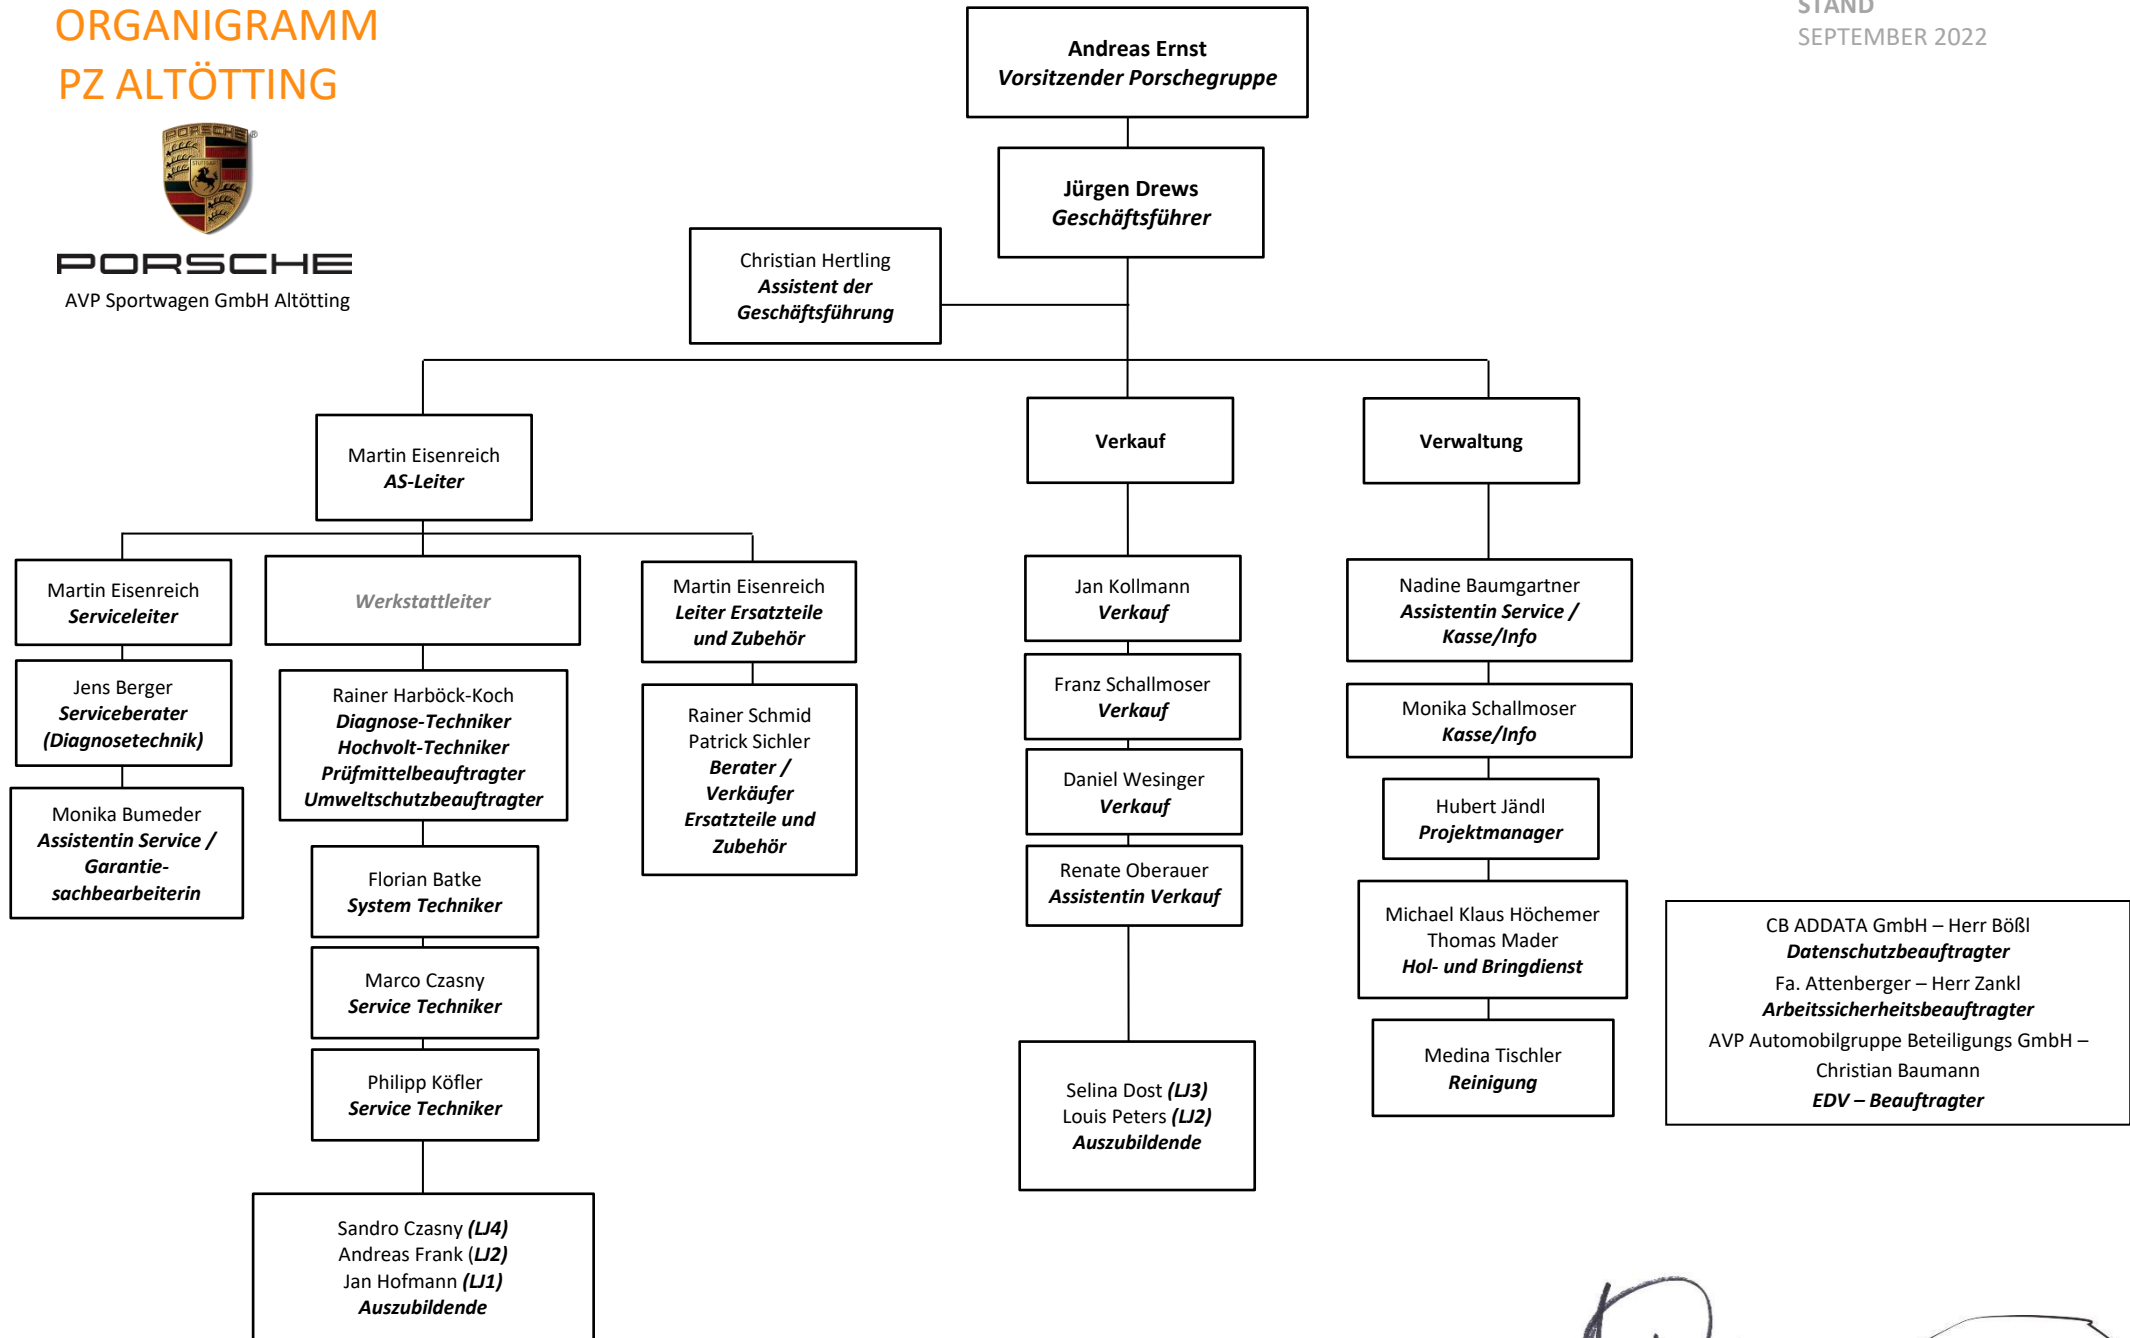 ORGANIGRAMM
PZ ALTÖTTING
PORSCHE
PORSCHE
AVP Sportwagen GmbH Altötting
STAND
SEPTEMBER 2022
Andreas Ernst
Vorsitzender Porschegruppe
Jürgen Drews
Geschäftsführer
Christian Hertling
Assistent der
Geschäftsführung
Martin Eisenreich
AS-Leiter
Verkauf
Verwaltung
Martin Eisenreich
Serviceleiter
Jens Berger
Serviceberater
(Diagnosetechnik)
Monika Bumeder
Assistentin Service /
Garantie-
sachbearbeiterin
Werkstattleiter
Rainer Harböck-Koch
Diagnose-Techniker
Hochvolt-Techniker
Prüfmittelbeauftragter
Umweltschutzbeauftragter
Florian Batke
System Techniker
Marco Czasny
Service Techniker
Philipp Köfler
Service Techniker
Sandro Czasny (LJ4)
Andreas Frank (LJ2)
Jan Hofmann (LJ1)
Auszubildende
Martin Eisenreich
Leiter Ersatzteile
und Zubehör
Rainer Schmid
Patrick Sichler
Berater /
Verkäufer
Ersatzteile und
Zubehör
Jan Kollmann
Verkauf
Franz Schallmoser
Verkauf
Daniel Wesinger
Verkauf
Renate Oberauer
Assistentin Verkauf
Selina Dost (LJ3)
Louis Peters (LJ2)
Auszubildende
Nadine Baumgartner
Assistentin Service /
Kasse/Info
Monika Schallmoser
Kasse/Info
Hubert Jändl
Projektmanager
Michael Klaus Höchemer
Thomas Mader
Hol- und Bringdienst
Medina Tischler
Reinigung
CB ADDATA GmbH – Herr Bößl
Datenschutzbeauftragter
Fa. Attenberger – Herr Zankl
Arbeitssicherheitsbeauftragter
AVP Automobilgruppe Beteiligungs GmbH –
Christian Baumann
EDV – Beauftragter